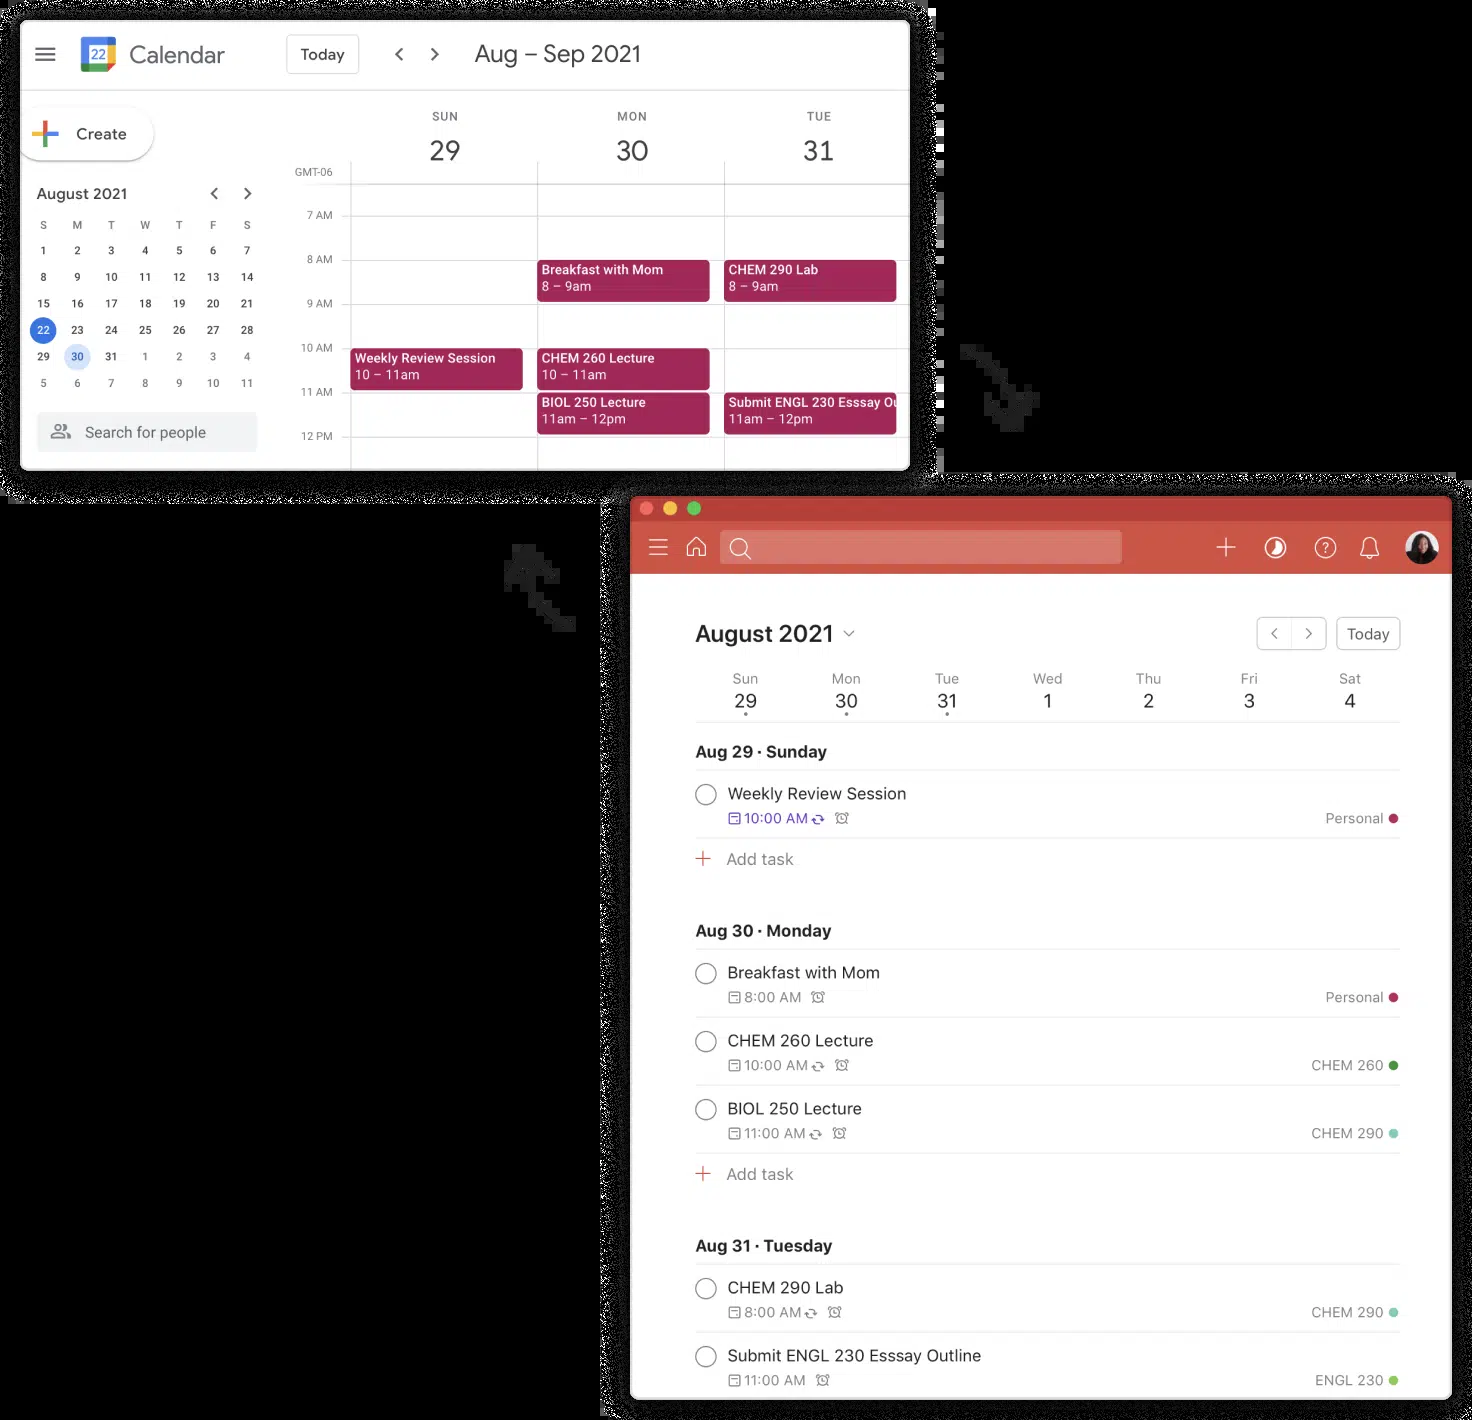 22 Calendar Today Aug – Sep 2021
Create
August 2021
S M T W T F S
1 2 3 4 5 6 7
8 9 10 11 12 13 14
15 16 17 18 19 20 21
22 23 24 25 26 27 28
29 30 31 1 2 3 4
5 6 7 8 9 10 11
Search for people
SUN MON TUE
29 30 31
GMT-06
7 AM
8 AM
Breakfast with Mom
8 – 9am
CHEM 290 Lab
8 – 9am
9 AM
10 AM
Weekly Review Session
10 – 11am
CHEM 260 Lecture
10 – 11am
11 AM
BIOL 250 Lecture
11am – 12pm
Submit ENGL 230 Esssay Ou
11am – 12pm
12 PM
August 2021 Today
Sun Mon Tue Wed Thu Fri Sat
29 30 31 1 2 3 4
Aug 29 · Sunday
Weekly Review Session
10:00 AM Personal
+ Add task
Aug 30 · Monday
Breakfast with Mom
8:00 AM Personal
CHEM 260 Lecture
10:00 AM CHEM 260
BIOL 250 Lecture
11:00 AM CHEM 290
+ Add task
Aug 31 · Tuesday
CHEM 290 Lab
8:00 AM CHEM 290
Submit ENGL 230 Esssay Outline
11:00 AM ENGL 230